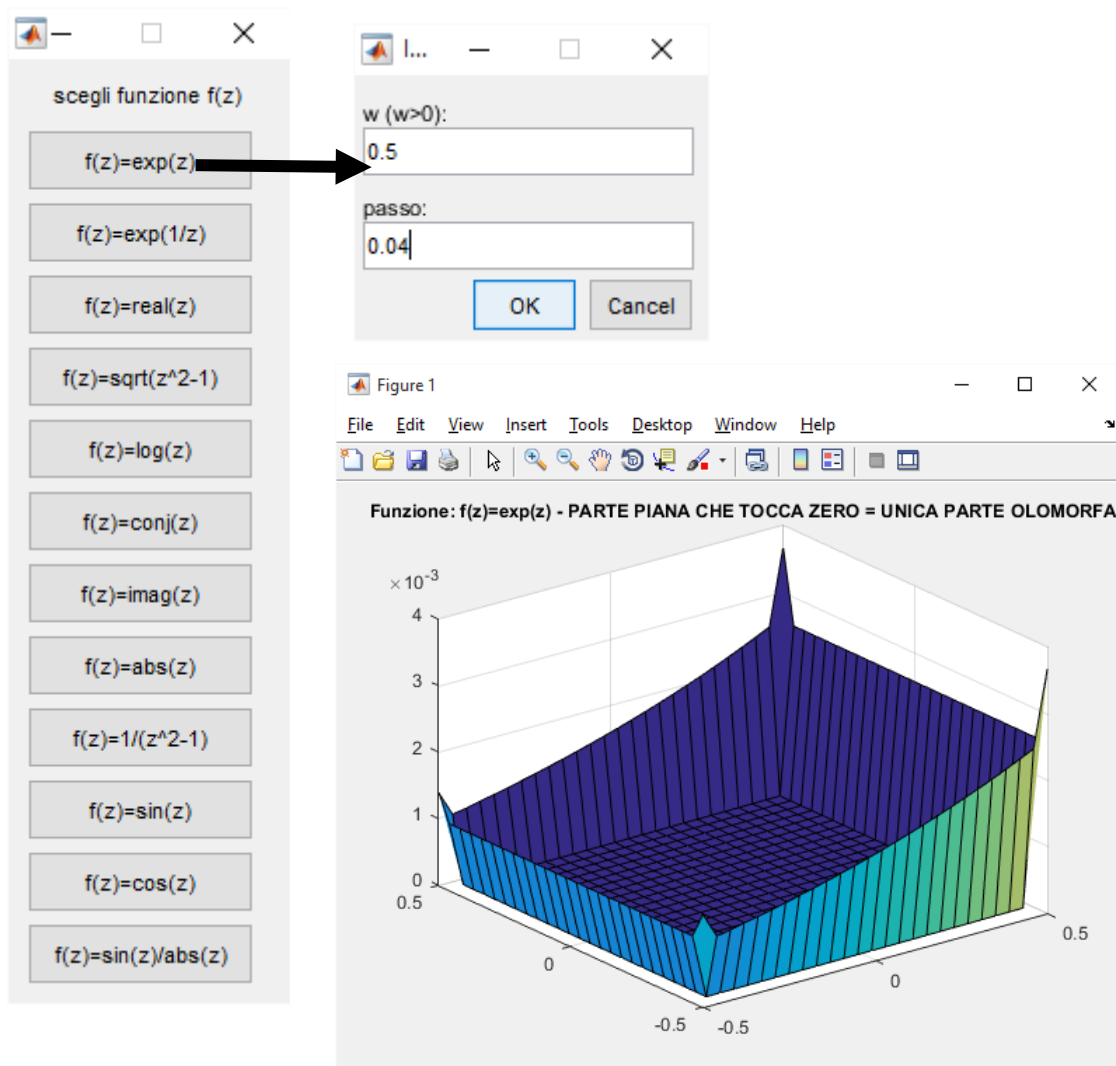 scegli funzione f(z)
f(z)=exp(z)
f(z)=exp(1/z)
f(z)=real(z)
f(z)=sqrt(z^2-1)
f(z)=log(z)
f(z)=conj(z)
f(z)=imag(z)
f(z)=abs(z)
f(z)=1/(z^2-1)
f(z)=sin(z)
f(z)=cos(z)
f(z)=sin(z)/abs(z)
I...
w (w>0):
0.5
passo:
0.04
OK Cancel
Figure 1
File Edit View Insert Tools Desktop Window Help
Funzione: f(z)=exp(z) - PARTE PIANA CHE TOCCA ZERO = UNICA PARTE OLOMORFA
×10⁻³
4
3
2
1
0
0.5
0
-0.5
-0.5
0
0.5